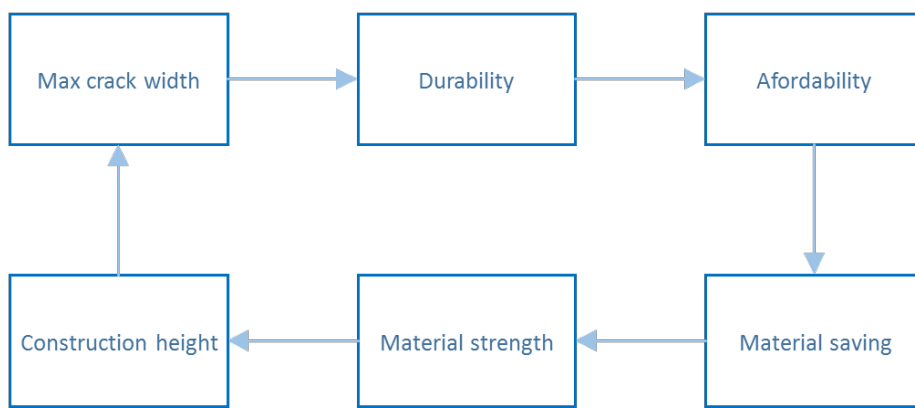 Max crack width
Durability
Afordability
Construction height
Material strength
Material saving